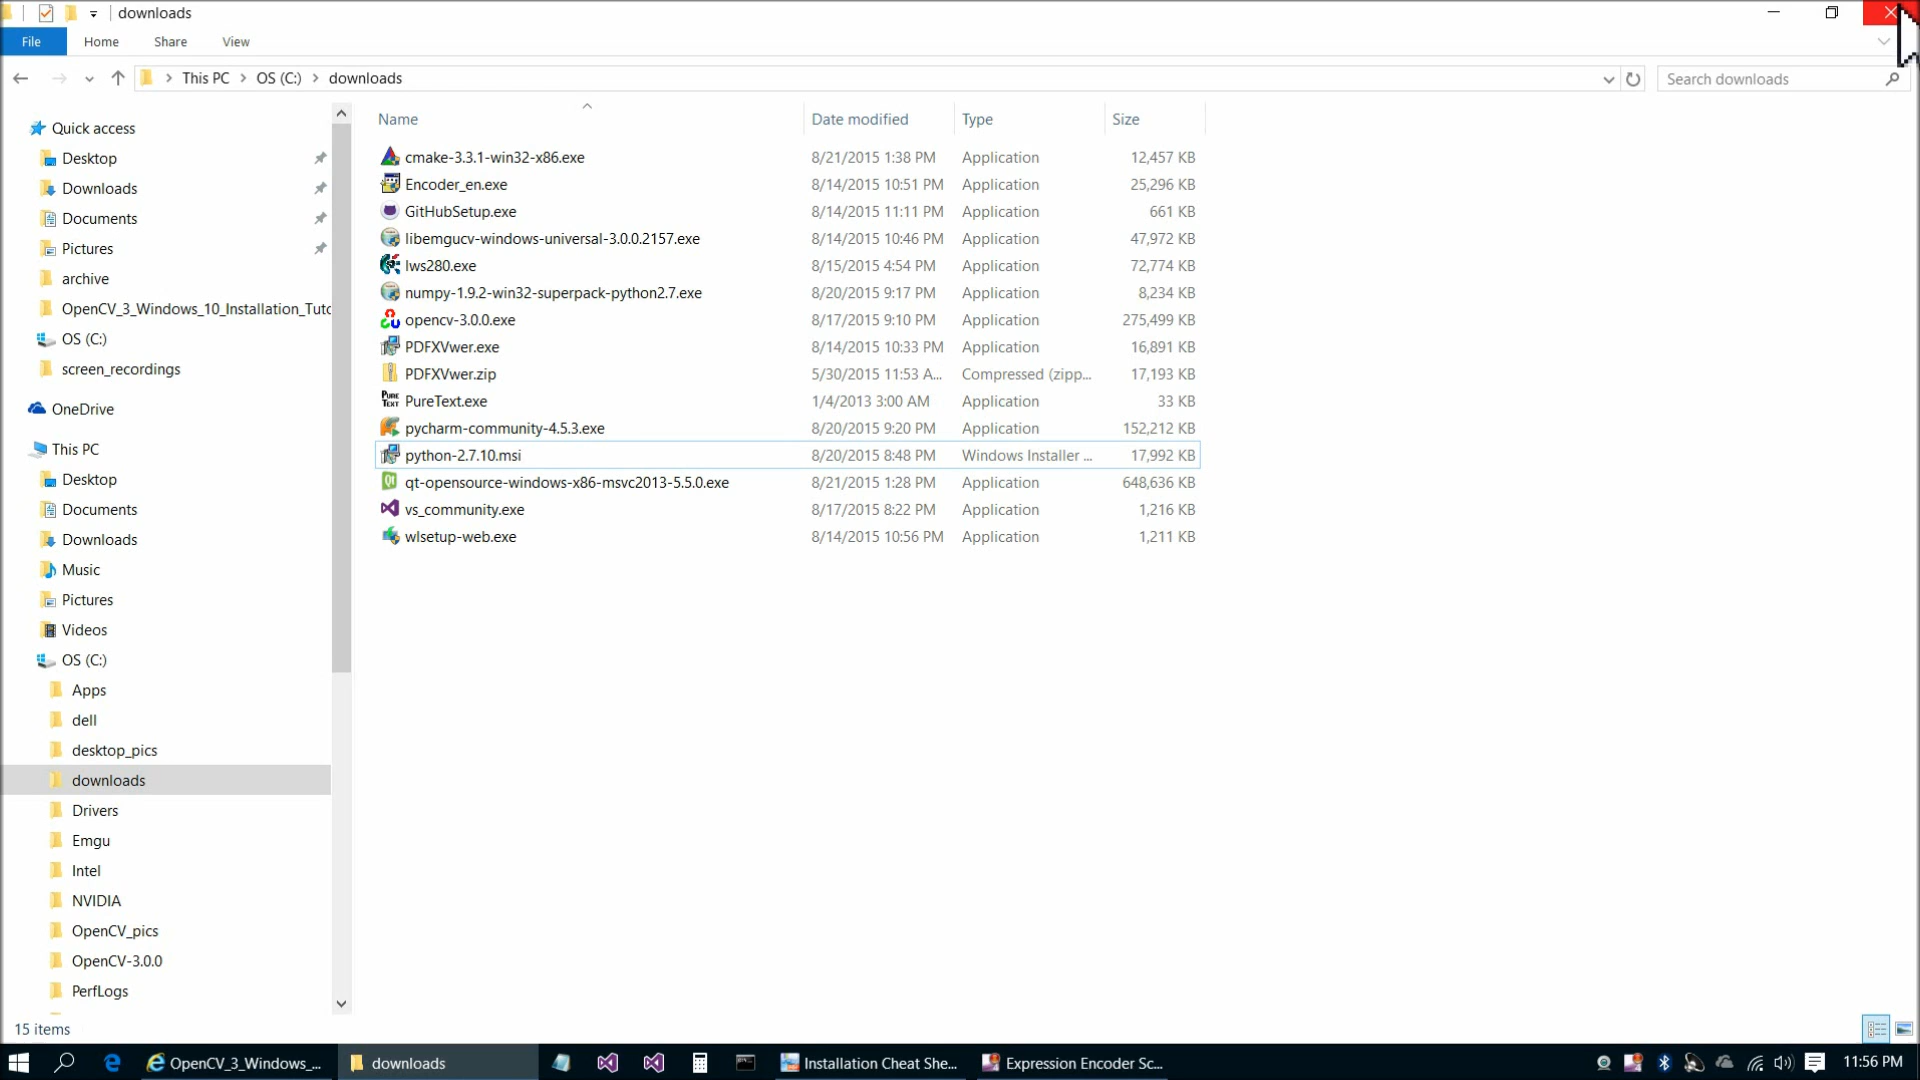 downloads
File Home Share View
This PC OS (C:) downloads
Search downloads
Name Date modified Type Size
Quick access
Desktop
Downloads
Documents
Pictures
archive
OpenCV_3_Windows_10_Installation_Tuto
OS (C:)
screen_recordings
OneDrive
This PC
Desktop
Documents
Downloads
Music
Pictures
Videos
OS (C:)
Apps
dell
desktop_pics
downloads
Drivers
Emgu
Intel
NVIDIA
OpenCV_pics
OpenCV-3.0.0
PerfLogs
cmake-3.3.1-win32-x86.exe 8/21/2015 1:38 PM Application 12,457 KB
Encoder_en.exe 8/14/2015 10:51 PM Application 25,296 KB
GitHubSetup.exe 8/14/2015 11:11 PM Application 661 KB
libemgucv-windows-universal-3.0.0.2157.exe 8/14/2015 10:46 PM Application 47,972 KB
lws280.exe 8/15/2015 4:54 PM Application 72,774 KB
numpy-1.9.2-win32-superpack-python2.7.exe 8/20/2015 9:17 PM Application 8,234 KB
opencv-3.0.0.exe 8/17/2015 9:10 PM Application 275,499 KB
PDFXVwer.exe 8/14/2015 10:33 PM Application 16,891 KB
PDFXVwer.zip 5/30/2015 11:53 A... Compressed (zipp... 17,193 KB
PURE TEXT PureText.exe 1/4/2013 3:00 AM Application 33 KB
pycharm-community-4.5.3.exe 8/20/2015 9:20 PM Application 152,212 KB
python-2.7.10.msi 8/20/2015 8:48 PM Windows Installer ... 17,992 KB
qt-opensource-windows-x86-msvc2013-5.5.0.exe 8/21/2015 1:28 PM Application 648,636 KB
vs_community.exe 8/17/2015 8:22 PM Application 1,216 KB
wlsetup-web.exe 8/14/2015 10:56 PM Application 1,211 KB
15 items
OpenCV_3_Windows_... downloads Installation Cheat She... Expression Encoder Sc... 11:56 PM